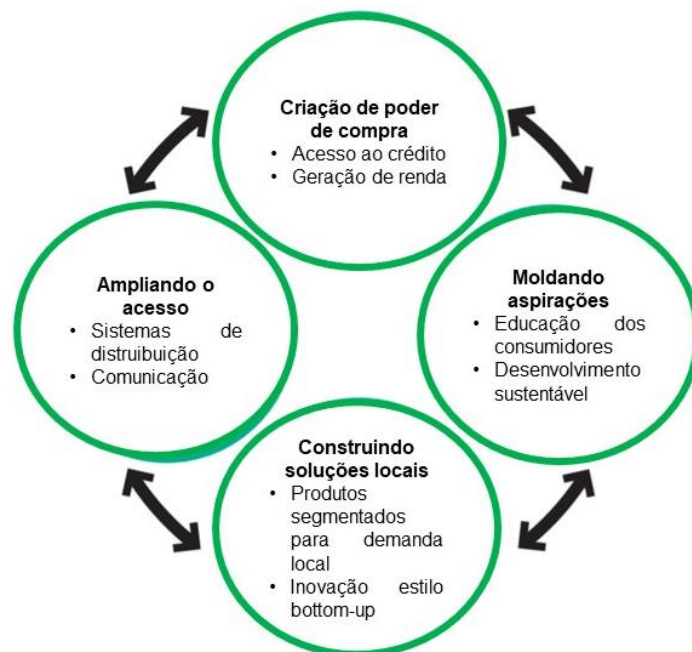 Criação de poder
de compra
• Acesso ao crédito
• Geração de renda
Ampliando o
acesso
• Sistemas de
distruibuição
• Comunicação
Moldando
aspirações
• Educação dos
consumidores
• Desenvolvimento
sustentável
Construindo
soluções locais
• Produtos
segmentados
para demanda
local
• Inovação estilo
bottom-up